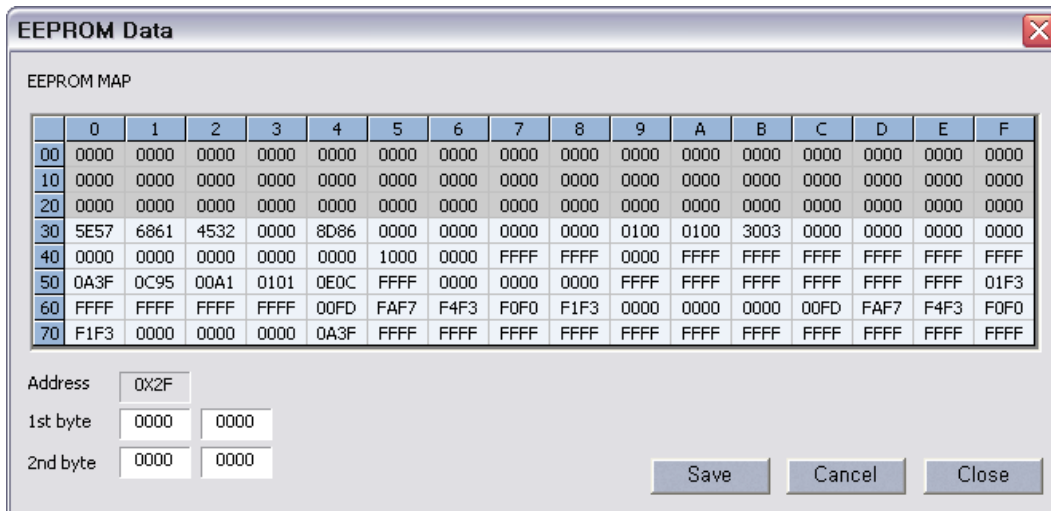 EEPROM Data
EEPROM MAP
0 1 2 3 4 5 6 7 8 9 A B C D E F
00 0000 0000 0000 0000 0000 0000 0000 0000 0000 0000 0000 0000 0000 0000 0000 0000
10 0000 0000 0000 0000 0000 0000 0000 0000 0000 0000 0000 0000 0000 0000 0000 0000
20 0000 0000 0000 0000 0000 0000 0000 0000 0000 0000 0000 0000 0000 0000 0000 0000
30 5E57 6861 4532 0000 8D86 0000 0000 0000 0000 0100 0100 3003 0000 0000 0000 0000
40 0000 0000 0000 0000 0000 1000 0000 FFFF FFFF 0000 FFFF FFFF FFFF FFFF FFFF FFFF
50 0A3F 0C95 00A1 0101 0E0C FFFF 0000 0000 0000 FFFF FFFF FFFF FFFF FFFF FFFF 01F3
60 FFFF FFFF FFFF FFFF 00FD FAF7 F4F3 F0F0 F1F3 0000 0000 0000 00FD FAF7 F4F3 F0F0
70 F1F3 0000 0000 0000 0A3F FFFF FFFF FFFF FFFF FFFF FFFF FFFF FFFF FFFF FFFF FFFF
Address 0X2F
1st byte 0000 0000
2nd byte 0000 0000
Save Cancel Close